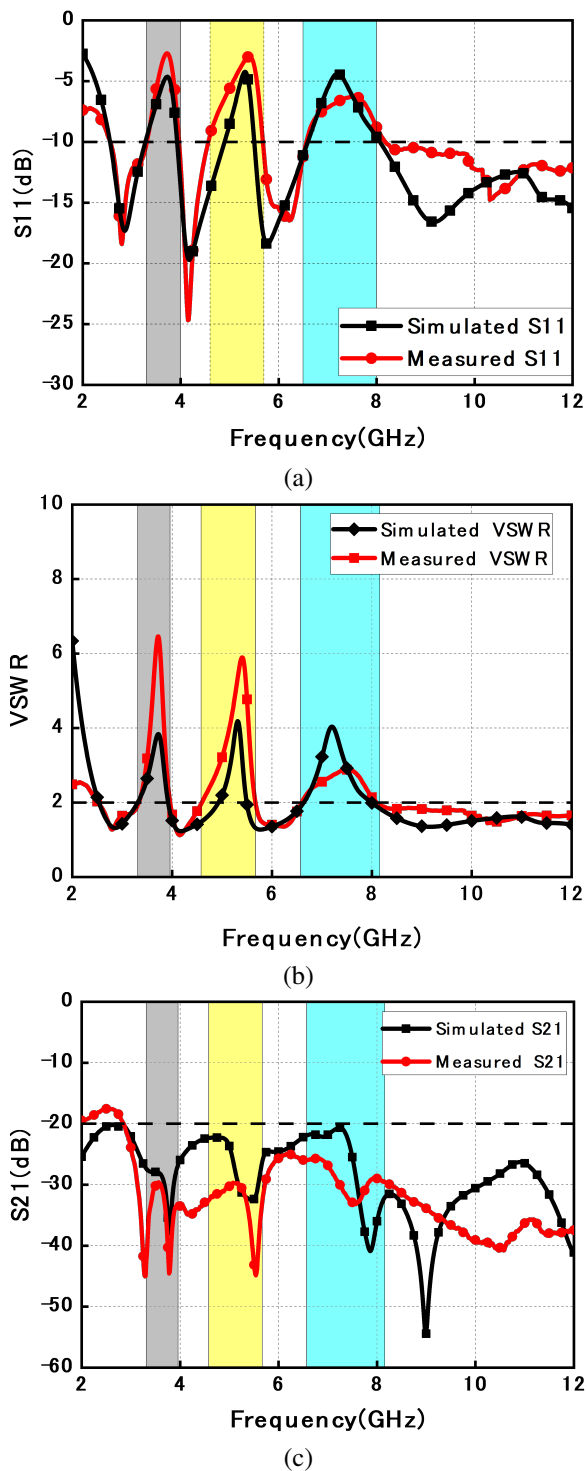 0
-5
-10
-15
-20
-25
-30
S11(dB)
Simulated S11
Measured S11
2 4 6 8 10 12
Frequency(GHz)
(a)
10
8
6
4
2
0
VSWR
Simulated VSWR
Measured VSWR
2 4 6 8 10 12
Frequency(GHz)
(b)
0
-10
-20
-30
-40
-50
-60
S21(dB)
Simulated S21
Measured S21
2 4 6 8 10 12
Frequency(GHz)
(c)